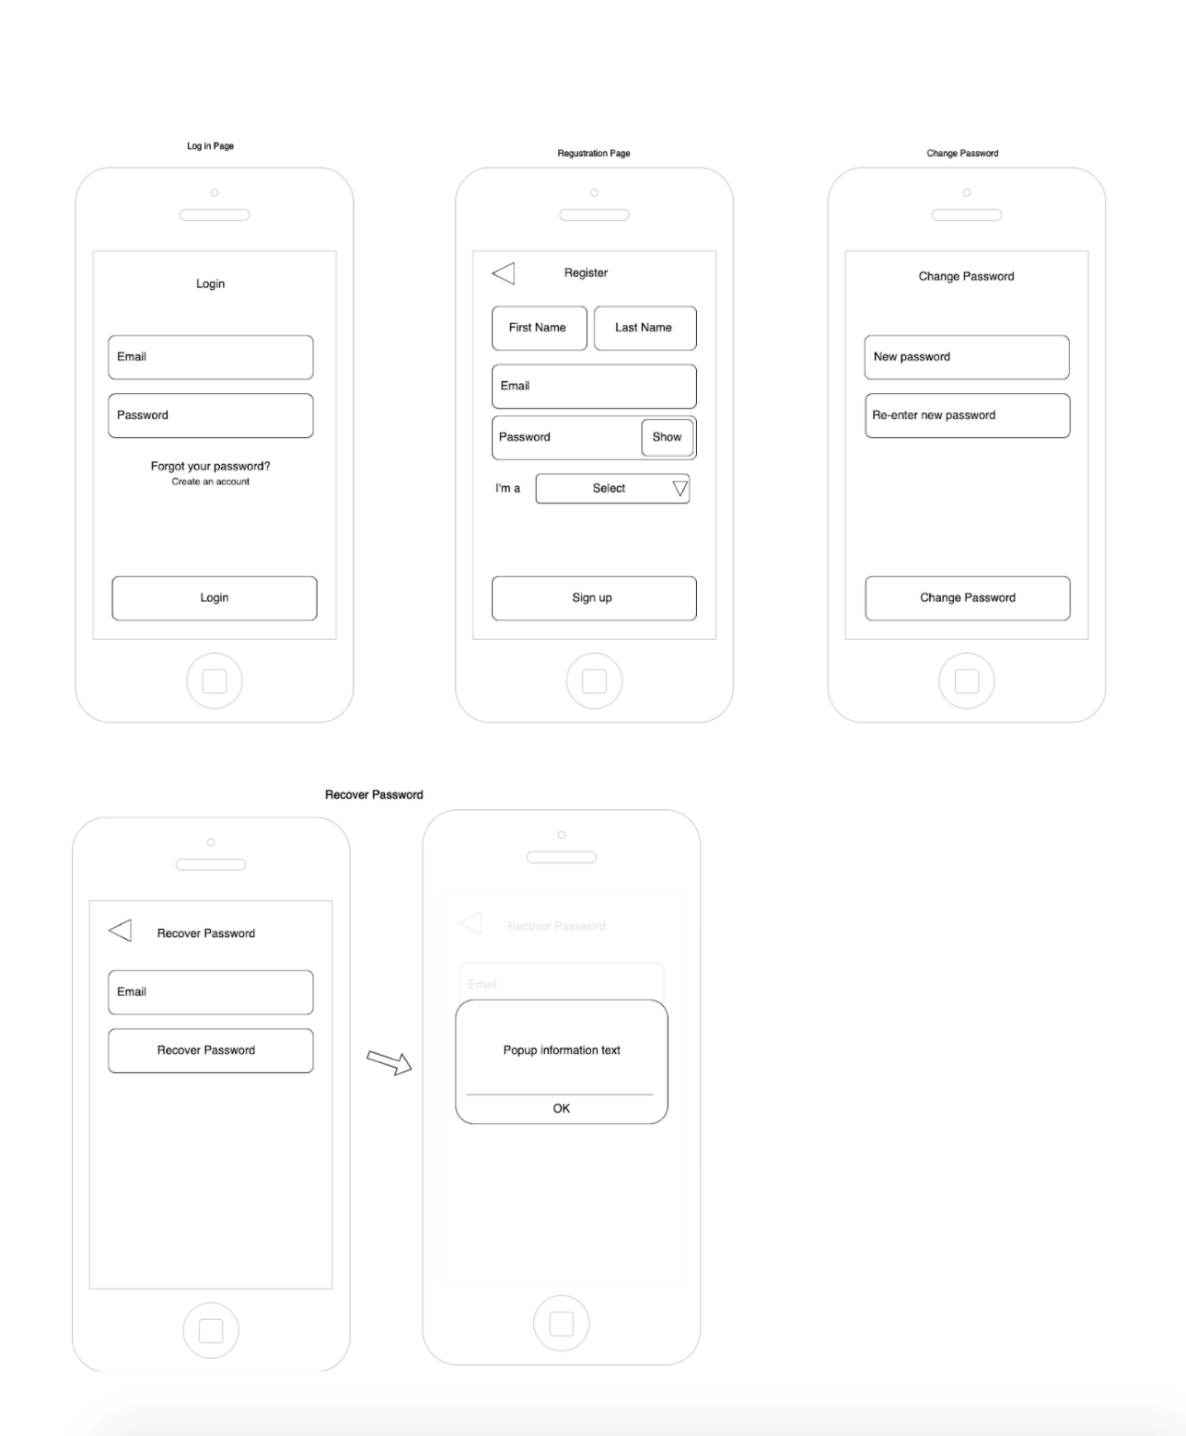 Log in Page
Login
Email
Password
Forgot your password?
Create an account
Login
Regustration Page
Register
First Name
Last Name
Email
Password
Show
I'm a
Select
Sign up
Change Password
Change Password
New password
Re-enter new password
Change Password
Recover Password
Recover Password
Email
Recover Password
Recover Password
Email
Popup information text
OK